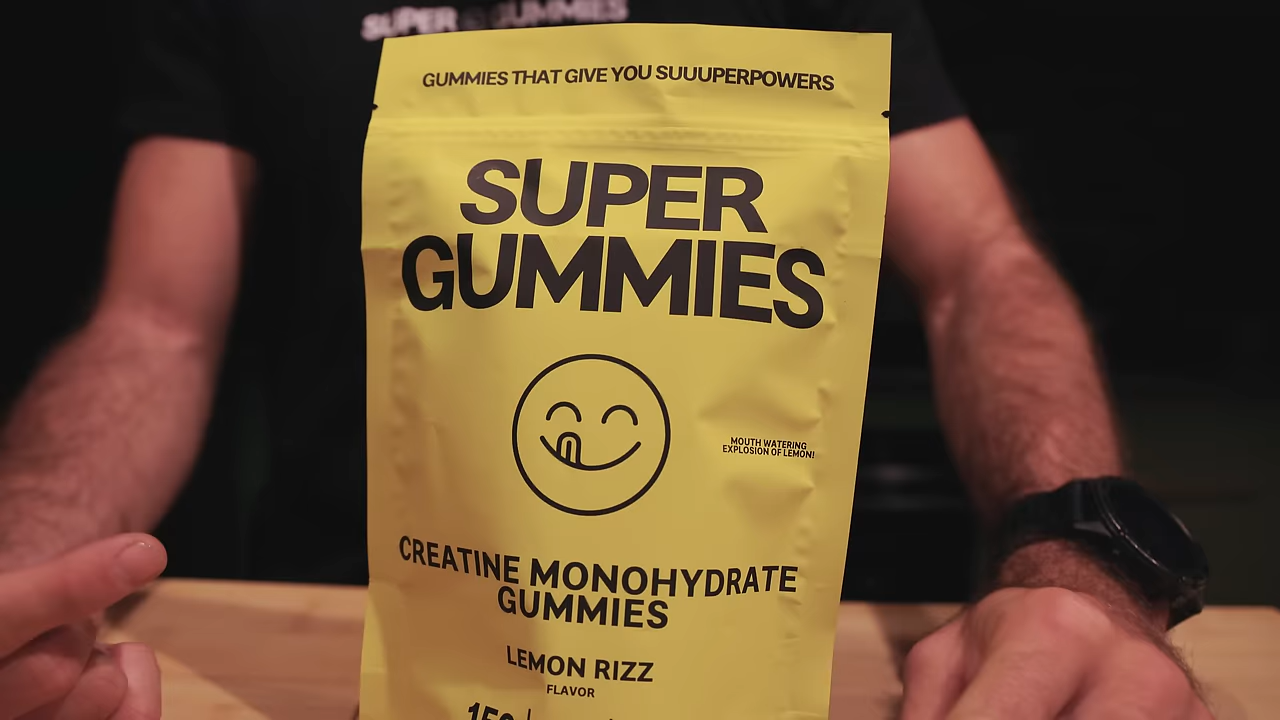 SUPER GUMMIES
GUMMIES THAT GIVE YOU SUUUPERPOWERS
SUPER
GUMMIES
MOUTH WATERING
EXPLOSION OF LEMON!
CREATINE MONOHYDRATE
GUMMIES
LEMON RIZZ
FLAVOR